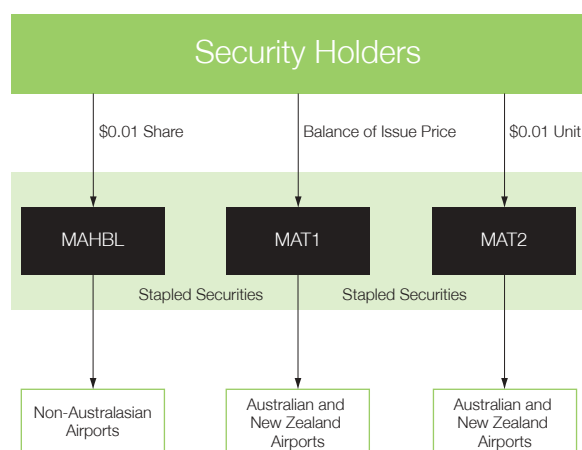 Security Holders
$0.01 Share
Balance of Issue Price
$0.01 Unit
MAHBL
MAT1
MAT2
Stapled Securities
Stapled Securities
Non-Australasian
Airports
Australian and
New Zealand
Airports
Australian and
New Zealand
Airports